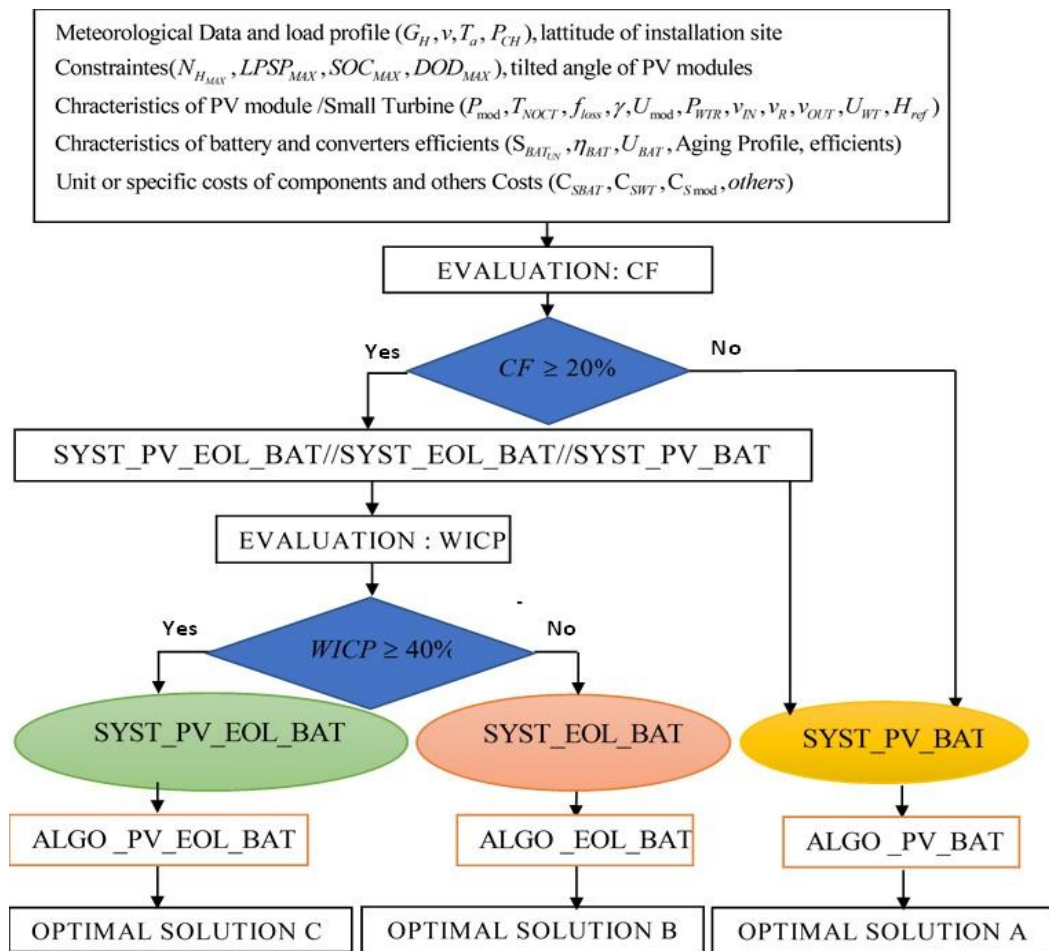 Meteorological Data and load profile (G_H, v, T_a, P_CH), lattitude of installation site
Constraintes(N_H_MAX, LPSP_MAX, SOC_MAX, DOD_MAX), tilted angle of PV modules
Chracteristics of PV module /Small Turbine (P_mod, T_NOCT, f_loss, γ, U_mod, P_WTR, v_IN, v_R, v_OUT, U_WT, H_ref)
Characteristics of battery and converters efficients (S_BAT_UN, η_BAT, U_BAT, Aging Profile, efficients)
Unit or specific costs of components and others Costs (C_SBAT, C_SWT, C_S mod, others)
EVALUATION: CF
Yes
No
CF ≥ 20%
SYST_PV_EOL_BAT//SYST_EOL_BAT//SYST_PV_BAT
EVALUATION : WICP
Yes
-
No
WICP ≥ 40%
SYST_PV_EOL_BAT
SYST_EOL_BAT
SYST_PV_BAT
ALGO _PV_EOL_BAT
ALGO _EOL_BAT
ALGO _PV_BAT
OPTIMAL SOLUTION C
OPTIMAL SOLUTION B
OPTIMAL SOLUTION A